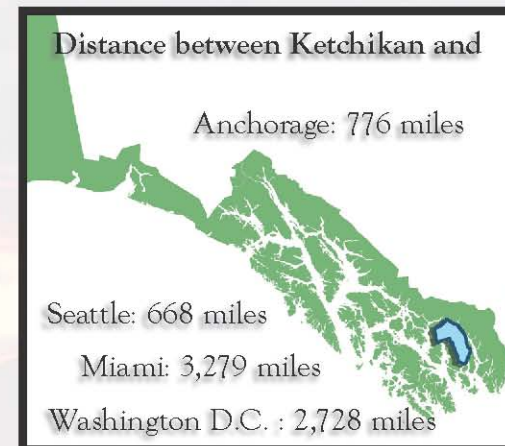 Distance between Ketchikan and
Anchorage: 776 miles
Seattle: 668 miles
Miami: 3,279 miles
Washington D.C. : 2,728 miles